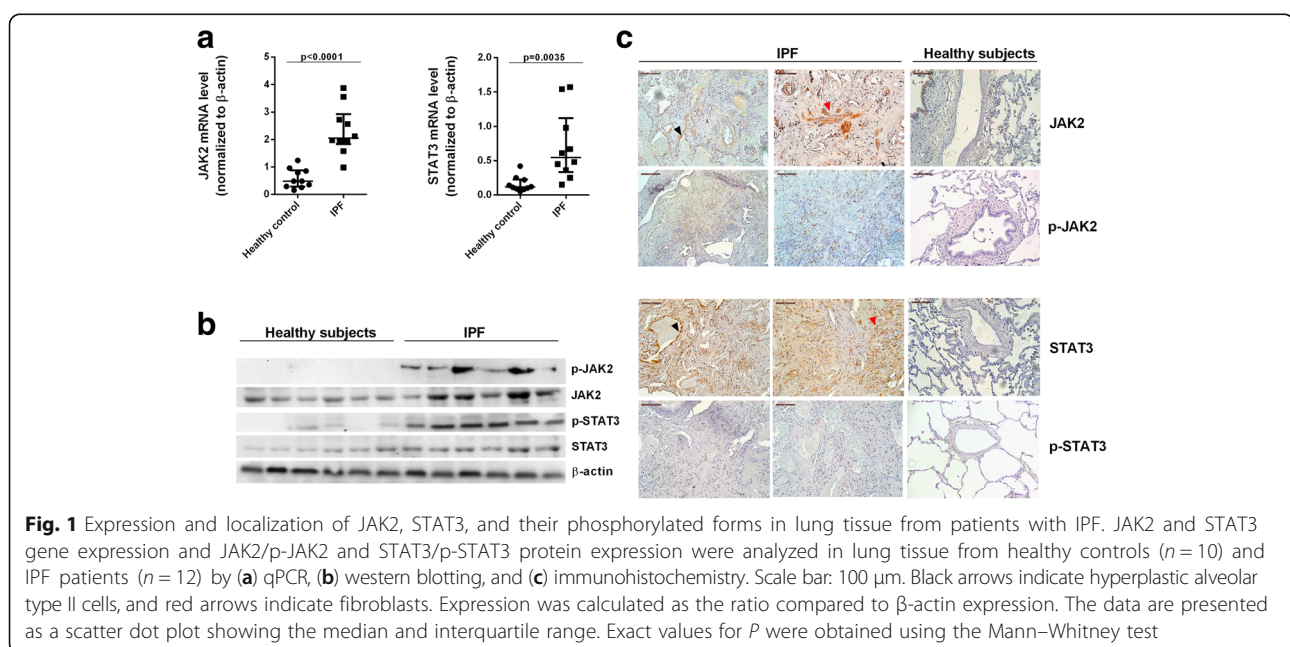 a
p<0.0001
JAK2 mRNA level
(normalized to β-actin)
5
4
3
2
1
0
Healthy control
IPF
p=0.0035
STAT3 mRNA level
(normalized to β-actin)
2.0
1.5
1.0
0.5
0.0
Healthy control
IPF
b
Healthy subjects
IPF
p-JAK2
JAK2
p-STAT3
STAT3
β-actin
c
IPF
Healthy subjects
JAK2
p-JAK2
STAT3
p-STAT3
Fig. 1 Expression and localization of JAK2, STAT3, and their phosphorylated forms in lung tissue from patients with IPF. JAK2 and STAT3
gene expression and JAK2/p-JAK2 and STAT3/p-STAT3 protein expression were analyzed in lung tissue from healthy controls (n = 10) and
IPF patients (n = 12) by (a) qPCR, (b) western blotting, and (c) immunohistochemistry. Scale bar: 100 μm. Black arrows indicate hyperplastic alveolar
type II cells, and red arrows indicate fibroblasts. Expression was calculated as the ratio compared to β-actin expression. The data are presented
as a scatter dot plot showing the median and interquartile range. Exact values for P were obtained using the Mann–Whitney test